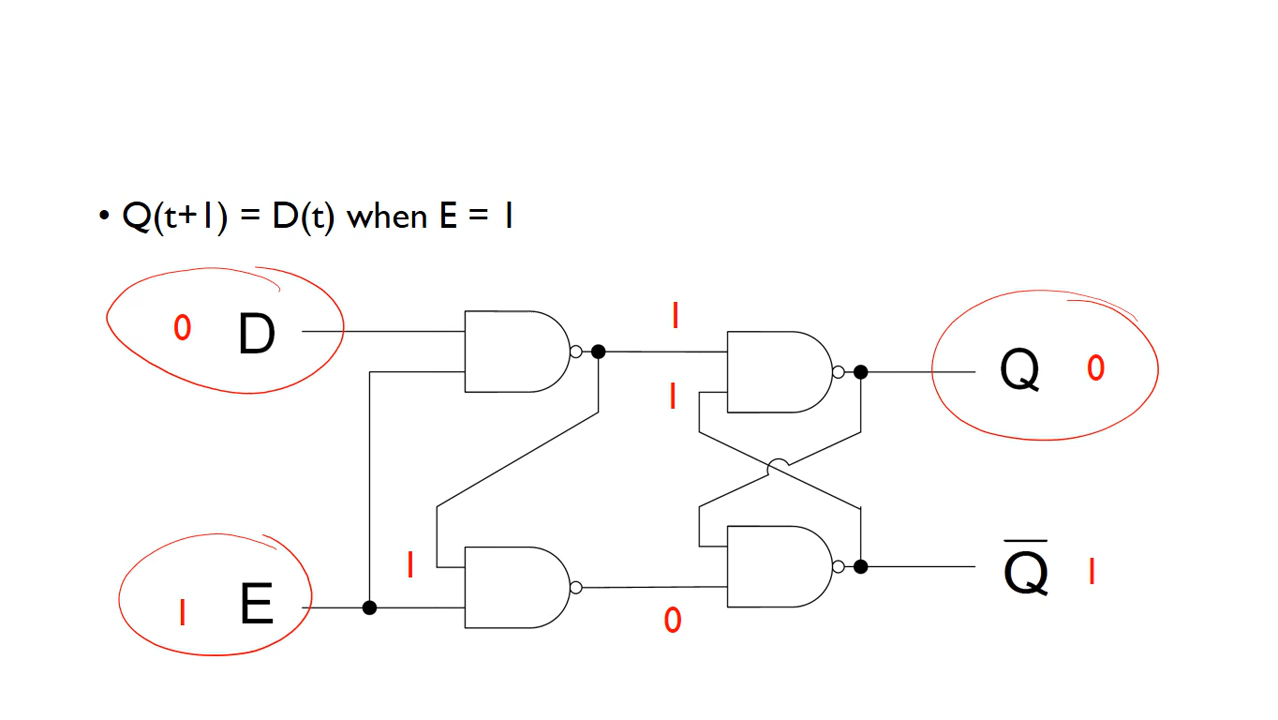 • Q(t+1) = D(t) when E = 1
1
0 D
Q 0
1
1
Q̅ 1
1 E
0